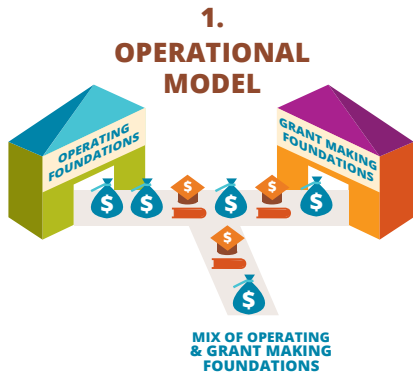 1.
OPERATIONAL
MODEL
OPERATING
FOUNDATIONS
GRANT MAKING
FOUNDATIONS
$
$
$
$
$
$
$
$
MIX OF OPERATING
& GRANT MAKING
FOUNDATIONS